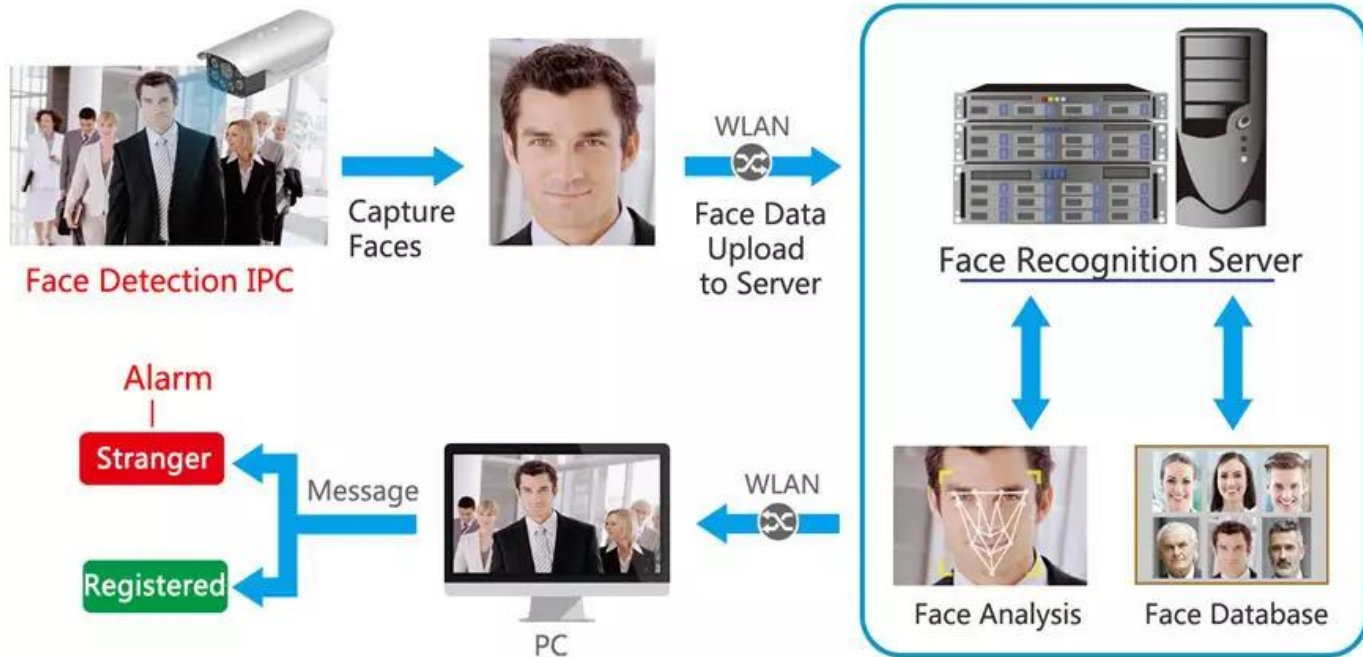 WLAN
Capture
Faces
Face Data
Upload
to Server
Face Detection IPC
Face Recognition Server
Alarm
Stranger
Message
WLAN
Registered
PC
Face Analysis
Face Database